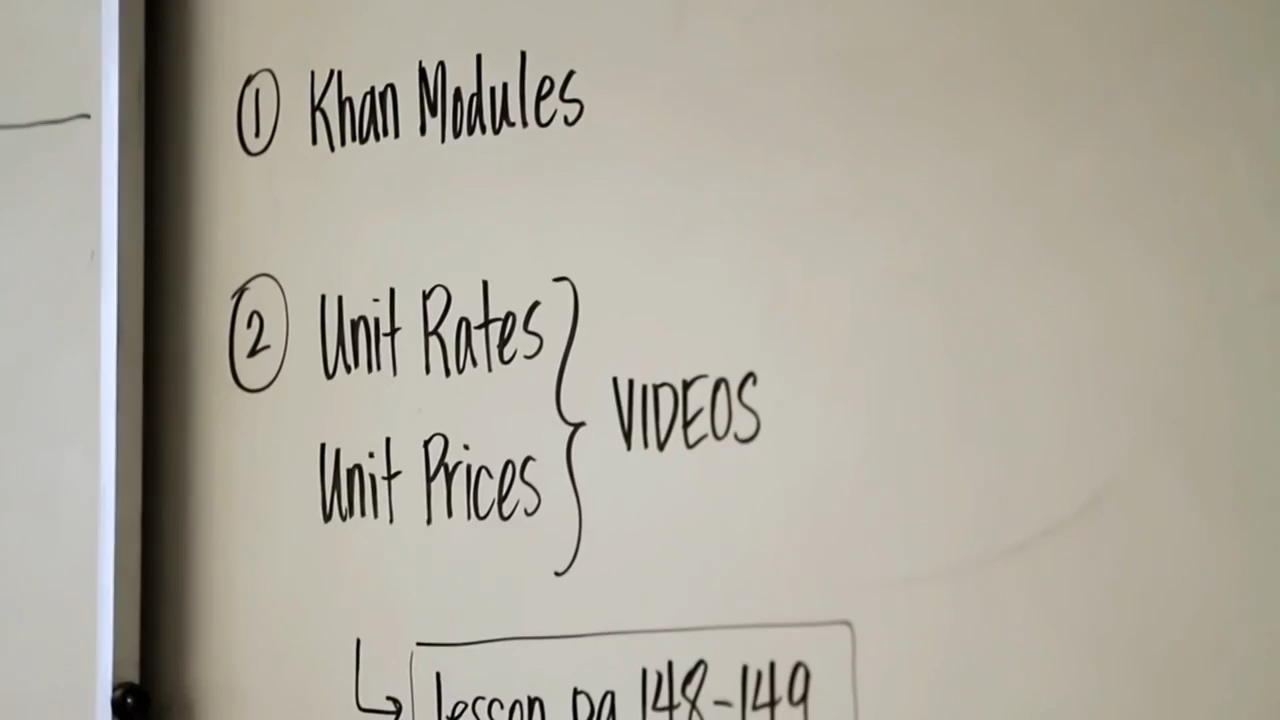 ① Khan Modules
② Unit Rates
Unit Prices
VIDEOS
lesson pg 148-149